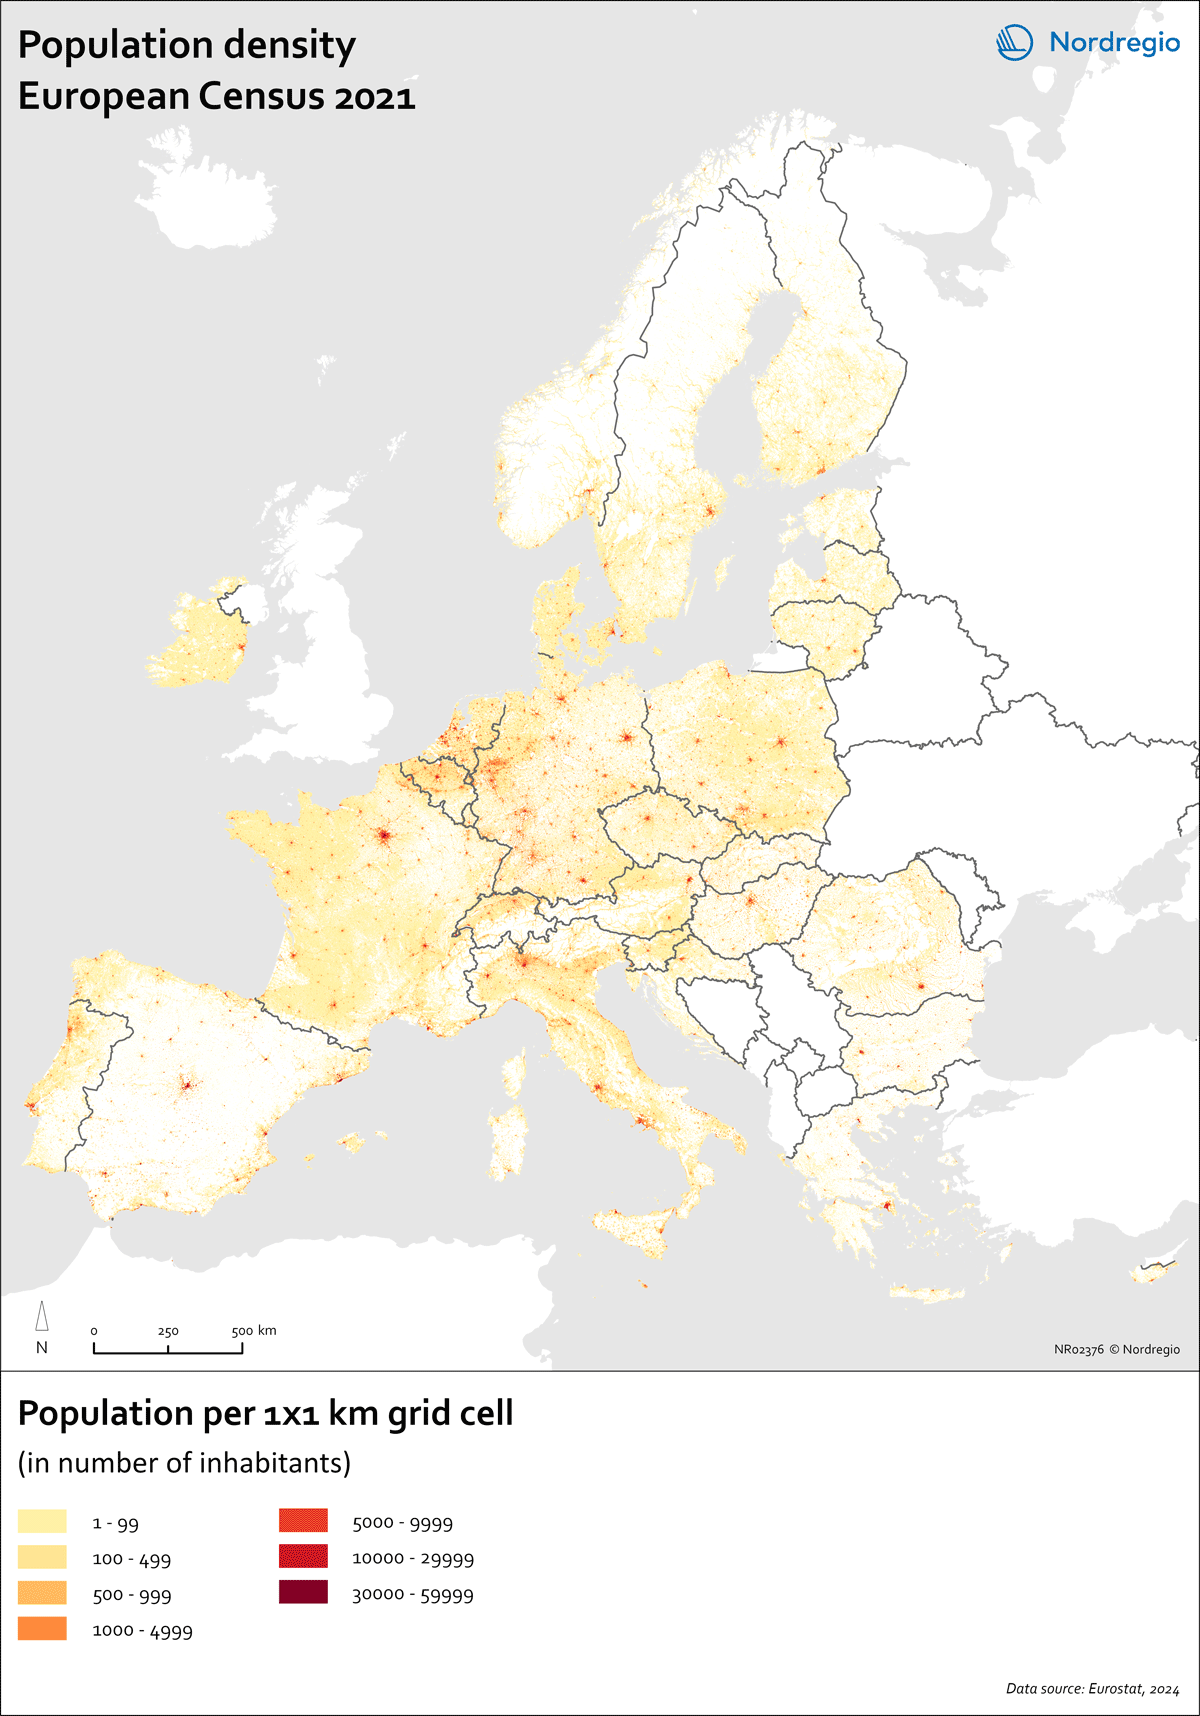 Population density
European Census 2021
Nordregio
0 250 500 km
N
NR02376 © Nordregio
Population per 1x1 km grid cell
(in number of inhabitants)
1 - 99
100 - 499
500 - 999
1000 - 4999
5000 - 9999
10000 - 29999
30000 - 59999
Data source: Eurostat, 2024